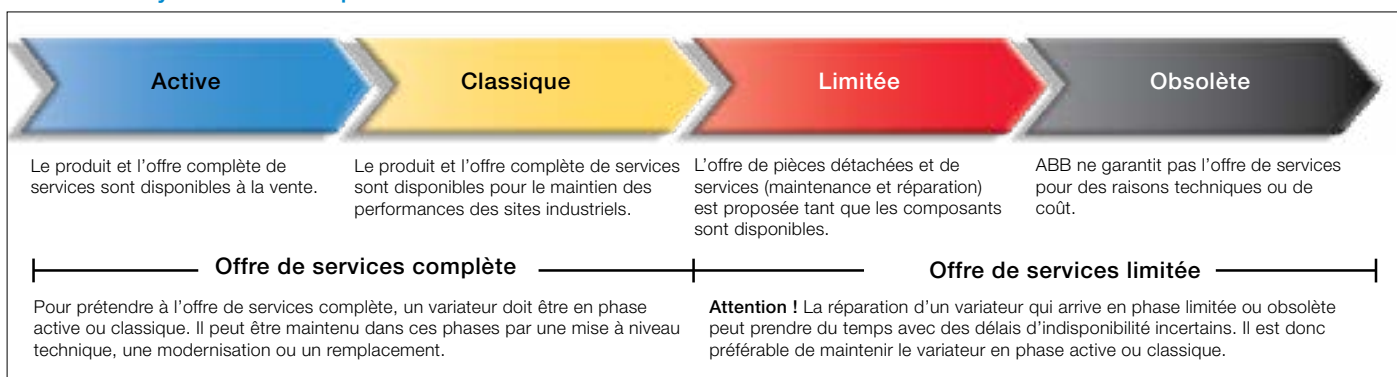 Active
Classique
Limitée
Obsolète
Le produit et l'offre complète de
services sont disponibles à la vente.
Le produit et l'offre complète de services
sont disponibles pour le maintien des
performances des sites industriels.
L'offre de pièces détachées et de
services (maintenance et réparation)
est proposée tant que les composants
sont disponibles.
ABB ne garantit pas l'offre de services
pour des raisons techniques ou de
coût.
Offre de services complète
Pour prétendre à l'offre de services complète, un variateur doit être en phase
active ou classique. Il peut être maintenu dans ces phases par une mise à niveau
technique, une modernisation ou un remplacement.
Offre de services limitée
Attention ! La réparation d'un variateur qui arrive en phase limitée ou obsolète
peut prendre du temps avec des délais d'indisponibilité incertains. Il est donc
préférable de maintenir le variateur en phase active ou classique.